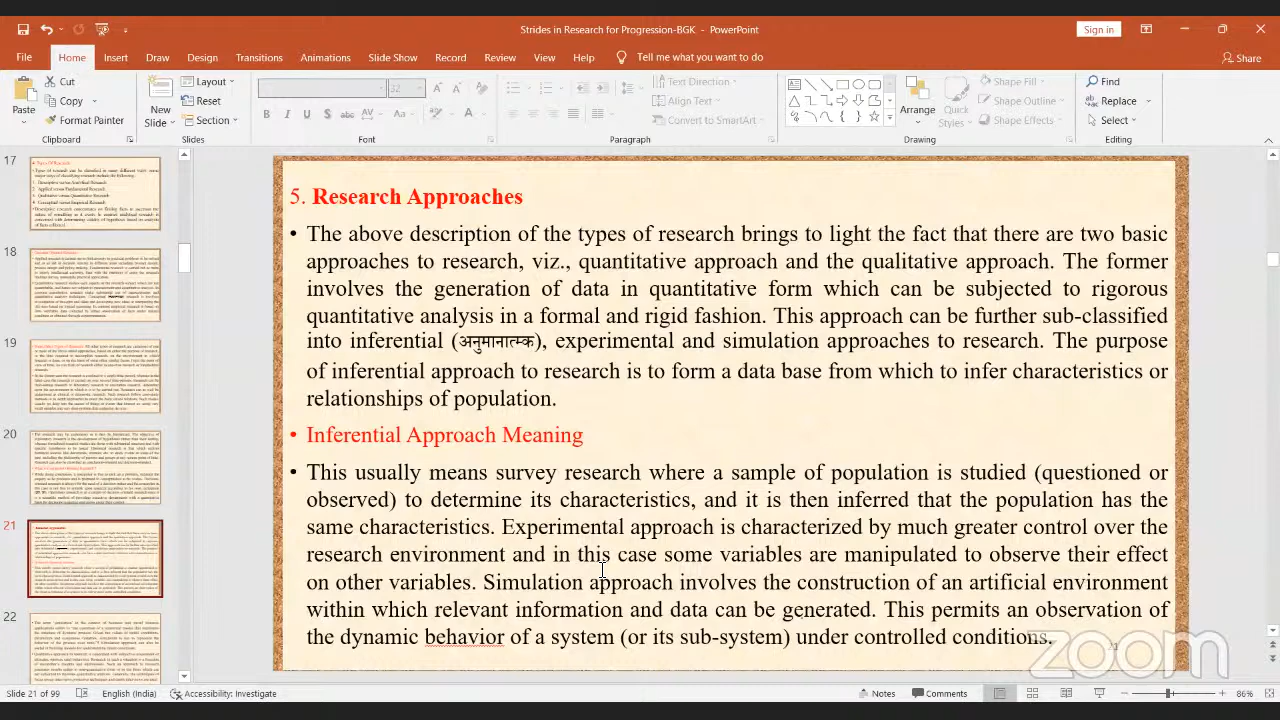 Strides in Research for Progression-BGK - PowerPoint
Sign in
File Home Insert Draw Design Transitions Animations Slide Show Record Review View Help Tell me what you want to do Share
Paste
Cut
Copy
Format Painter
Clipboard
New Slide
Layout
Reset
Section
Slides
32
B I U S abc AV Aa A
Font
Text Direction
Align Text
Convert to SmartArt
Paragraph
Arrange
Quick Styles
Shape Fill
Shape Outline
Shape Effects
Drawing
Find
Replace
Select
Editing
17
18
19
20
21
22
5. Research Approaches
• The above description of the types of research brings to light the fact that there are two basic
approaches to research, viz., quantitative approach and the qualitative approach. The former
involves the generation of data in quantitative form which can be subjected to rigorous
quantitative analysis in a formal and rigid fashion. This approach can be further sub-classified
into inferential (अनुमानात्म्क), experimental and simulation approaches to research. The purpose
of inferential approach to research is to form a data base from which to infer characteristics or
relationships of population.
• Inferential Approach Meaning
• This usually means survey research where a sample of population is studied (questioned or
observed) to determine its characteristics, and it is then inferred that the population has the
same characteristics. Experimental approach is characterized by much greater control over the
research environment and in this case some variables are manipulated to observe their effect
on other variables. Simulation approach involves the construction of an artificial environment
within which relevant information and data can be generated. This permits an observation of
the dynamic behavior of a system (or its sub-system) under controlled conditions.
21
zoom
Slide 21 of 99 English (India) Accessibility: Investigate Notes Comments 86%